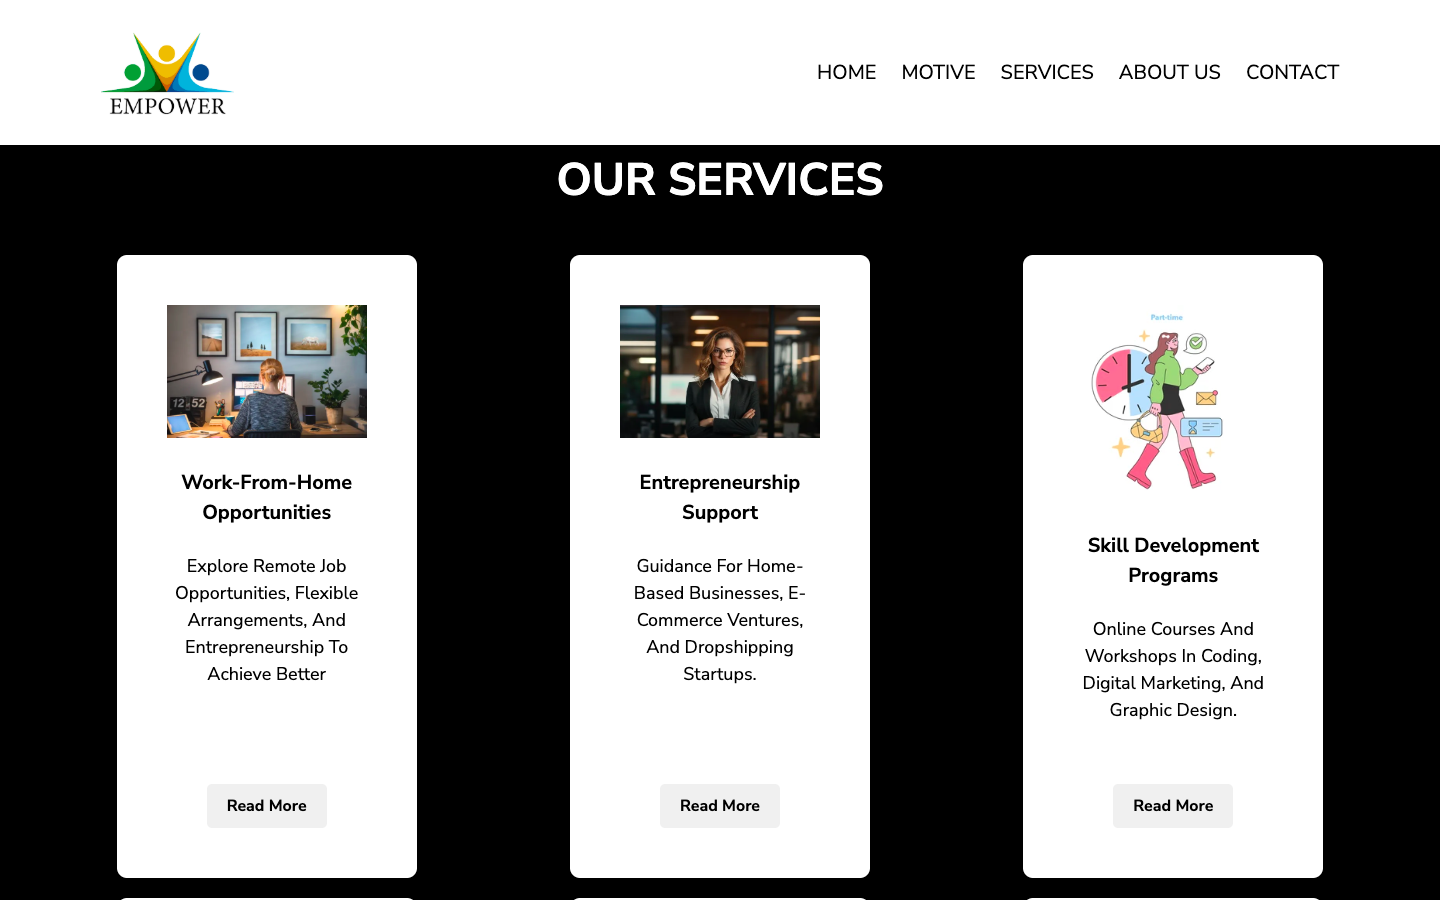 EMPOWER
HOME MOTIVE SERVICES ABOUT US CONTACT
OUR SERVICES
12 52
Work-From-Home
Opportunities
Explore Remote Job
Opportunities, Flexible
Arrangements, And
Entrepreneurship To
Achieve Better
Read More
Entrepreneurship
Support
Guidance For Home-
Based Businesses, E-
Commerce Ventures,
And Dropshipping
Startups.
Read More
Part-time
Skill Development
Programs
Online Courses And
Workshops In Coding,
Digital Marketing, And
Graphic Design.
Read More